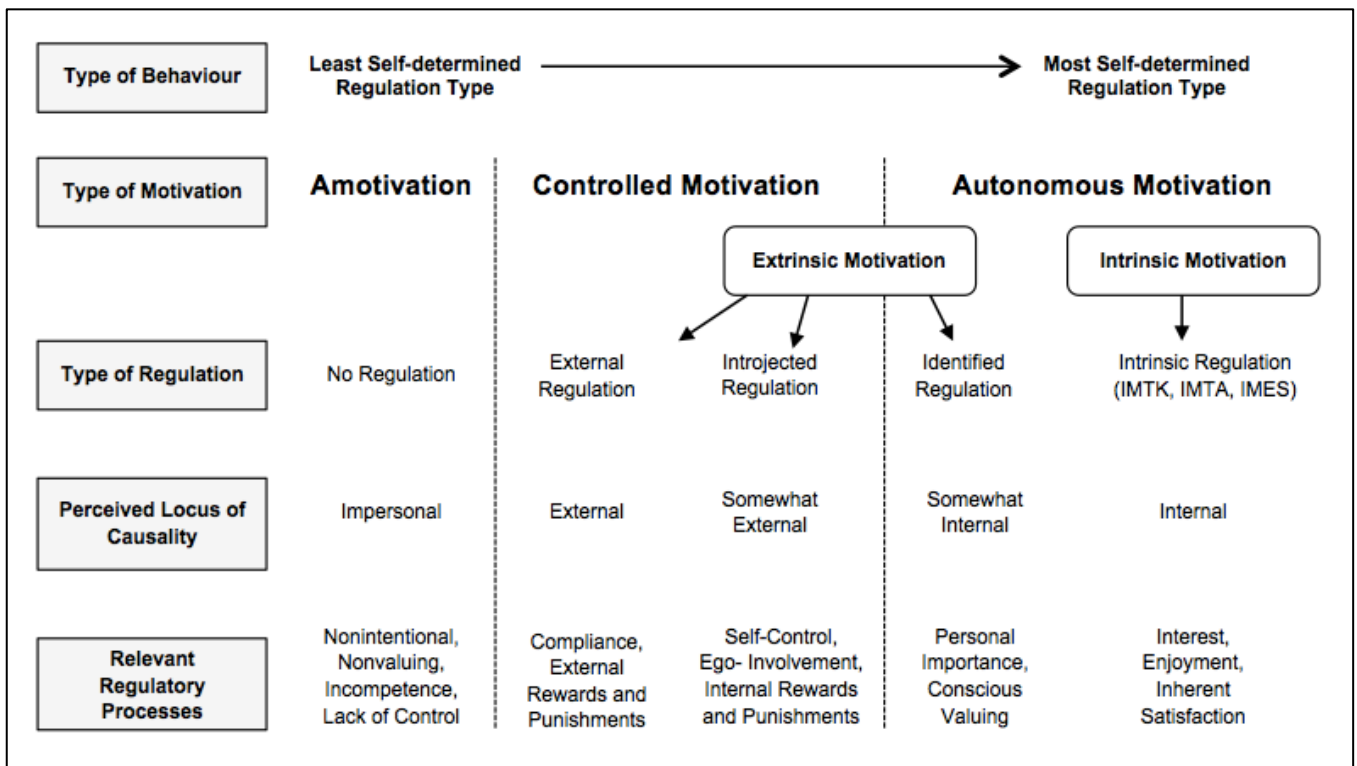 Type of Behaviour
Least Self-determined
Regulation Type
Most Self-determined
Regulation Type
Type of Motivation
Amotivation
Controlled Motivation
Autonomous Motivation
Extrinsic Motivation
Intrinsic Motivation
Type of Regulation
No Regulation
External
Regulation
Introjected
Regulation
Identified
Regulation
Intrinsic Regulation
(IMTK, IMTA, IMES)
Perceived Locus of
Causality
Impersonal
External
Somewhat
External
Somewhat
Internal
Internal
Relevant
Regulatory
Processes
Nonintentional,
Nonvaluing,
Incompetence,
Lack of Control
Compliance,
External
Rewards and
Punishments
Self-Control,
Ego- Involvement,
Internal Rewards
and Punishments
Personal
Importance,
Conscious
Valuing
Interest,
Enjoyment,
Inherent
Satisfaction